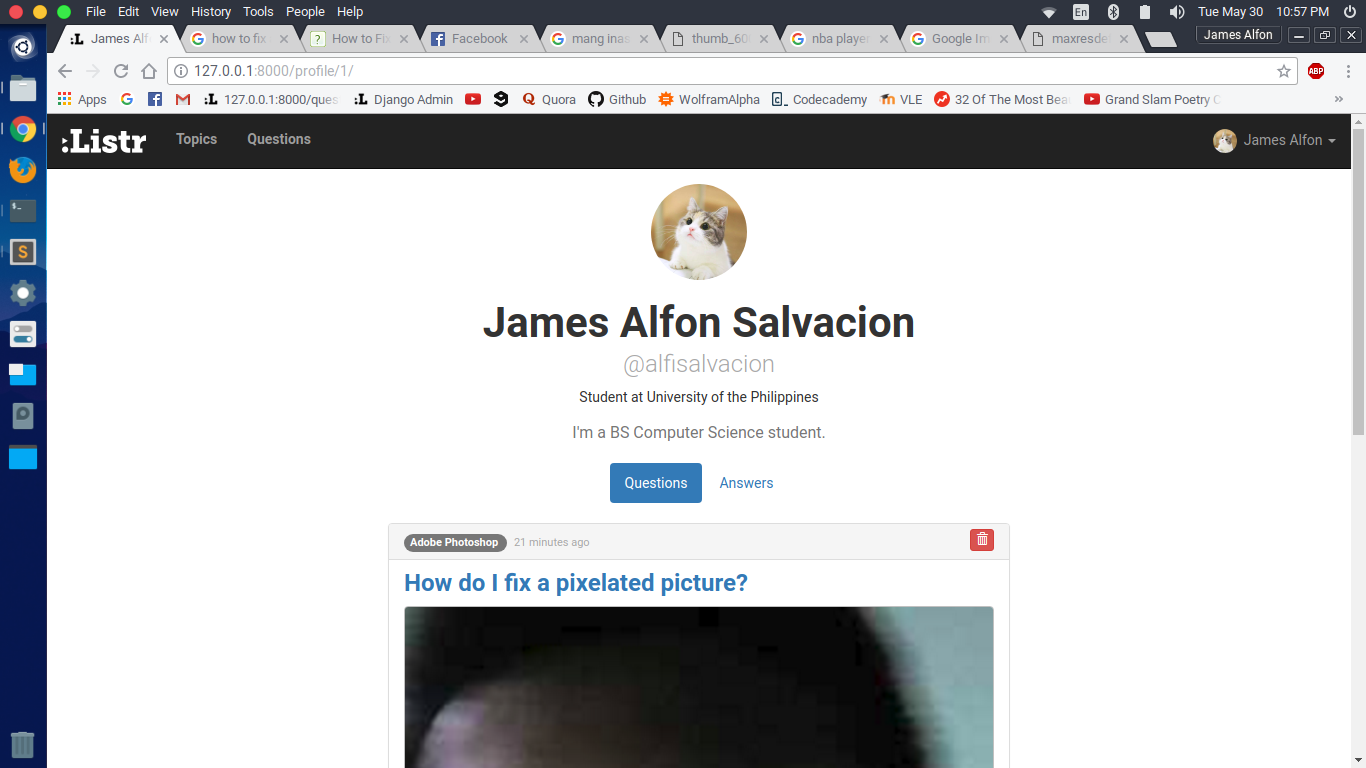 File Edit View History Tools People Help
En Tue May 30 10:57 PM
:L James Alf how to fix How to Fix Facebook mang inas thumb_600 nba player Google Im maxresdef James Alfon
127.0.0.1:8000/profile/1/ ABP
Apps 127.0.0.1:8000/ques Django Admin Quora Github WolframAlpha Codecademy VLE 32 Of The Most Bea Grand Slam Poetry C »
:Listr Topics Questions James Alfon
James Alfon Salvacion
@alfisalvacion
Student at University of the Philippines
I'm a BS Computer Science student.
Questions Answers
Adobe Photoshop 21 minutes ago
How do I fix a pixelated picture?